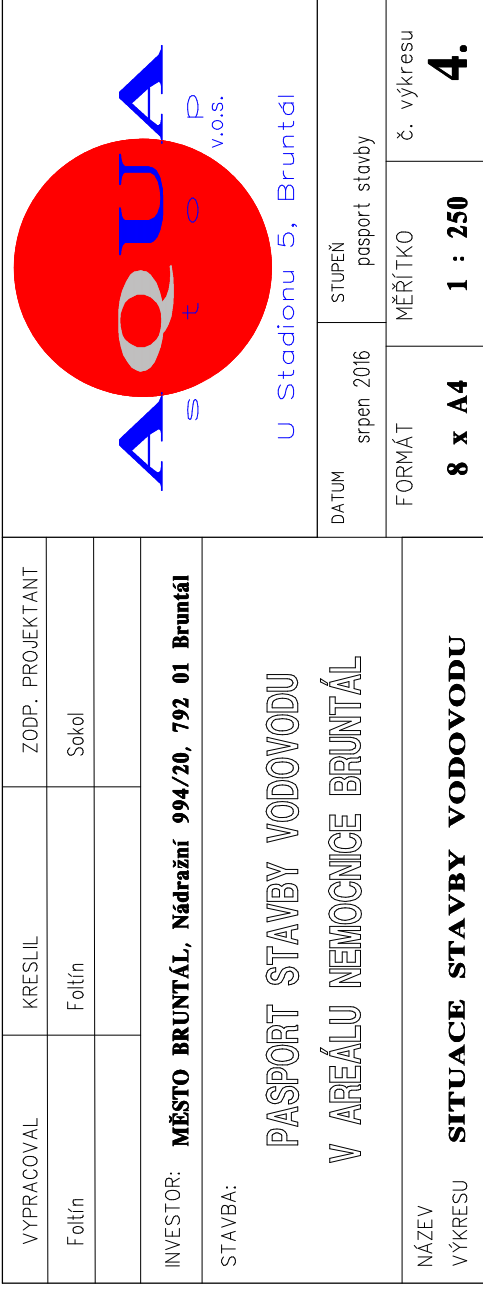 VYPRACOVAL KRESLIL ZODP. PROJEKTANT
Foltín Foltín Sokol
AQUA
Stop
v.o.s.
U Stadionu 5, Bruntál
INVESTOR: MĚSTO BRUNTÁL, Nádražní 994/20, 792 01 Bruntál
STAVBA:
PASPORT STAVBY VODOVODU
V AREÁLU NEMOCNICE BRUNTÁL
DATUM STUPEŇ
srpen 2016 pasport stavby
FORMÁT MĚŘÍTKO č. výkresu
8 x A4 1 : 250 4.
NÁZEV
VÝKRESU SITUACE STAVBY VODOVODU